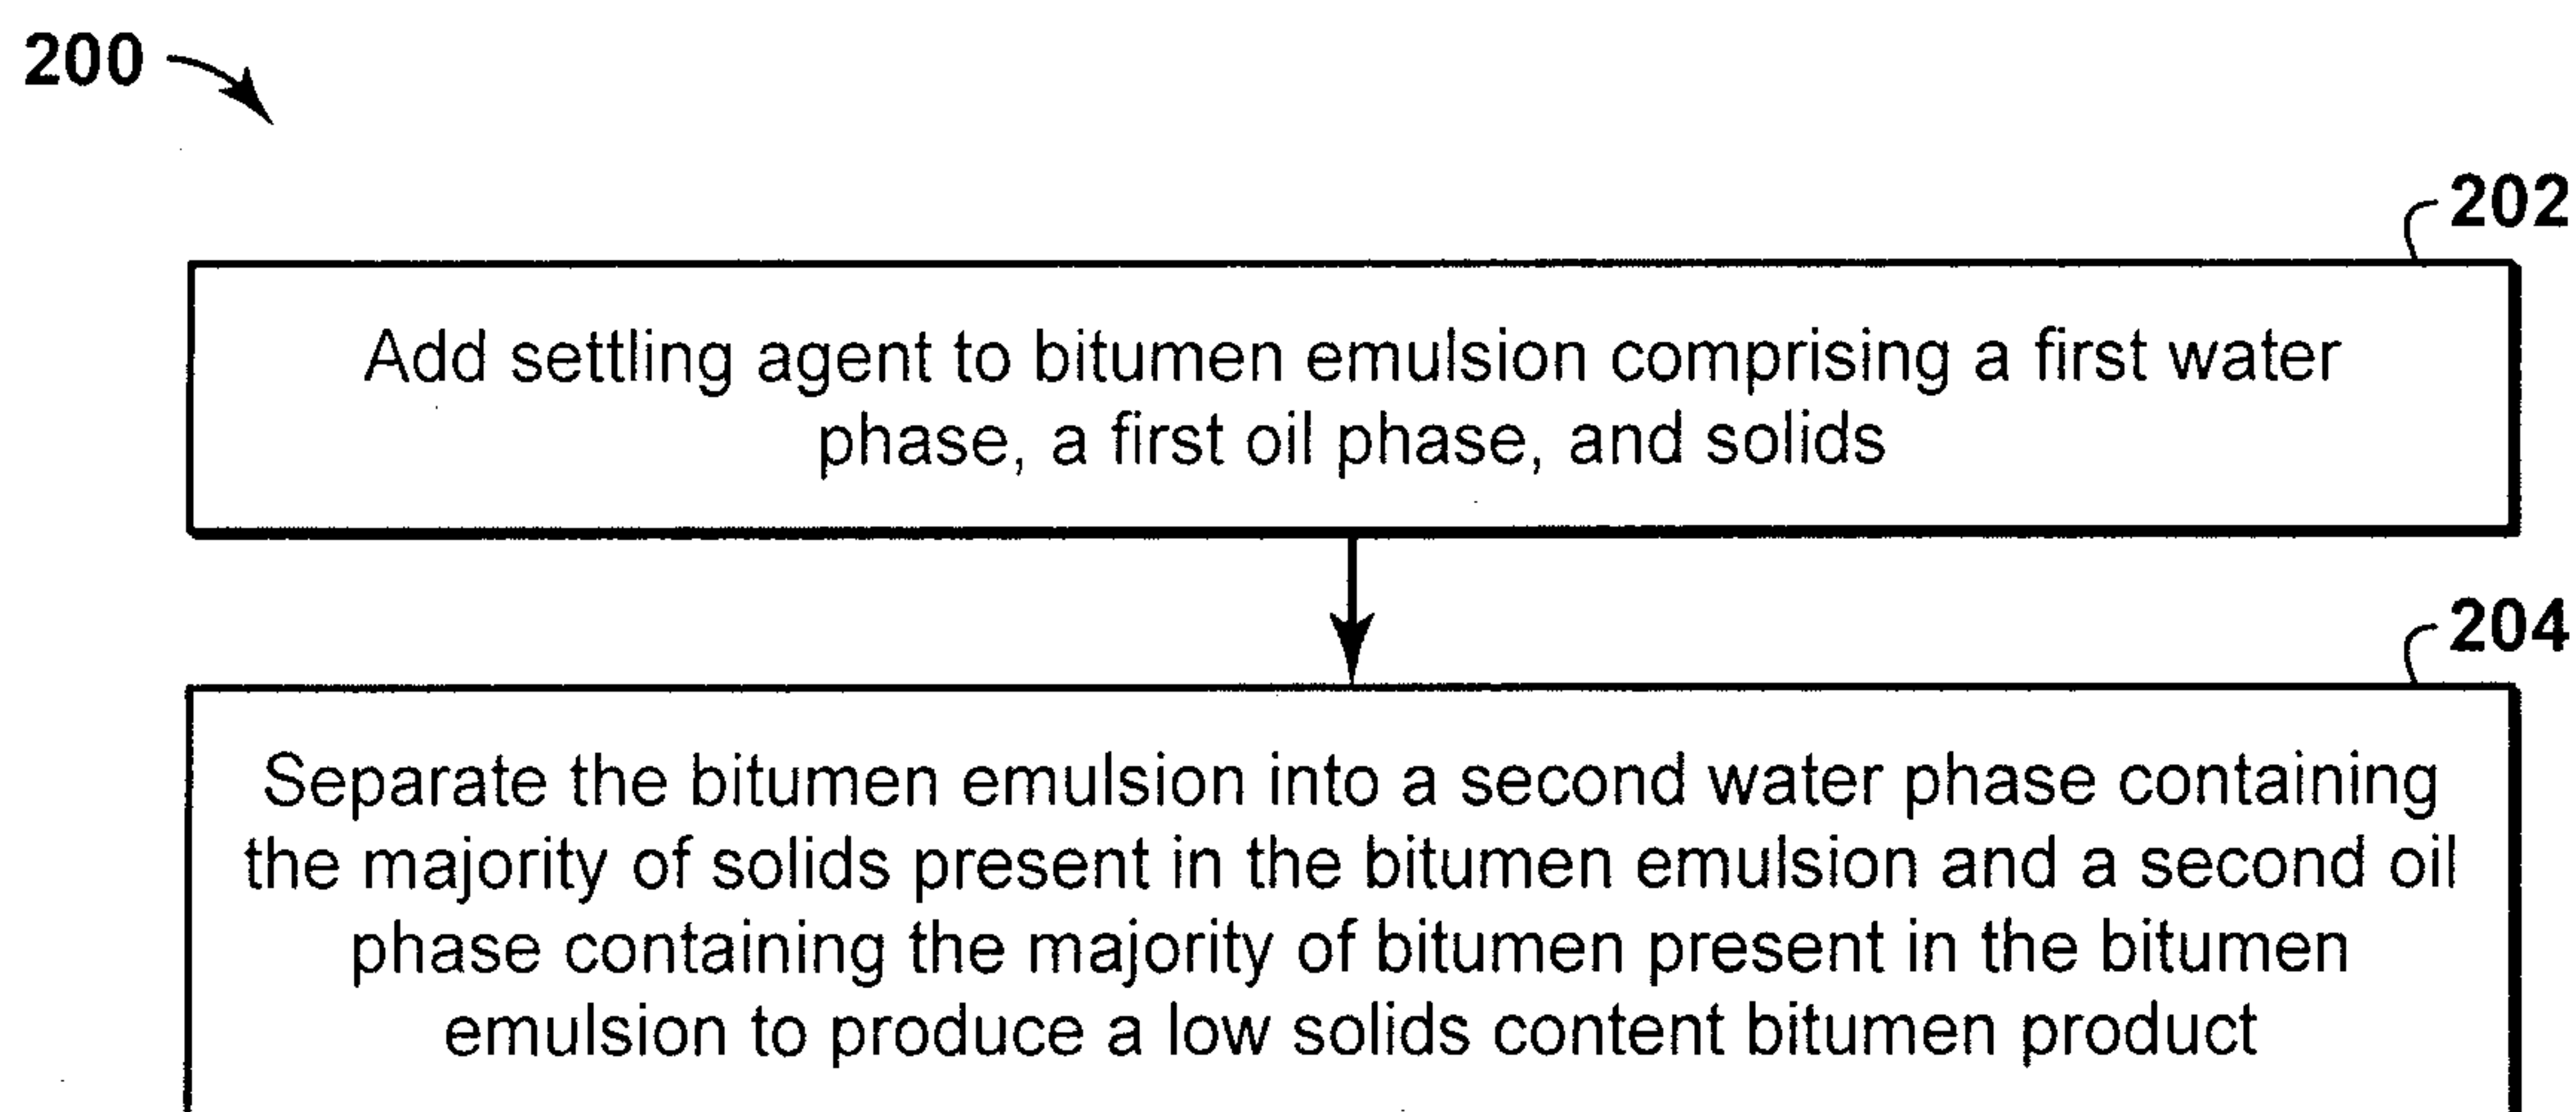 200
202
Add settling agent to bitumen emulsion comprising a first water
phase, a first oil phase, and solids
204
Separate the bitumen emulsion into a second water phase containing
the majority of solids present in the bitumen emulsion and a second oil
phase containing the majority of bitumen present in the bitumen
emulsion to produce a low solids content bitumen product